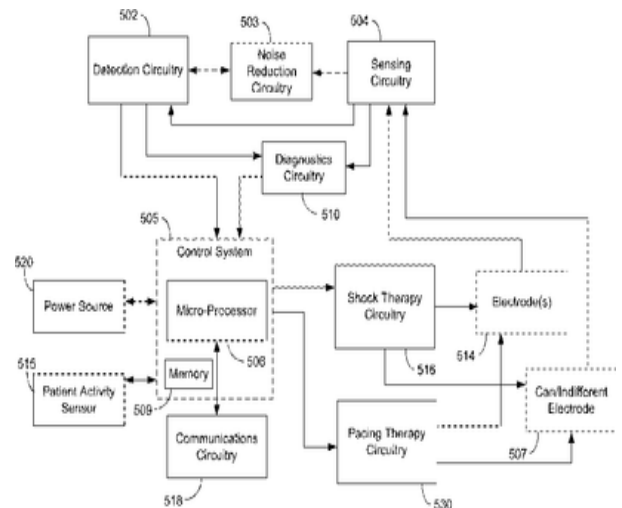 502
503
504
Detection Circuitry
Noise
Reduction
Circuitry
Sensing
Circuitry
Diagnostics
Circuitry
510
505
Control System
520
Power Source
Micro-Processor
506
Shock Therapy
Circuitry
516
Electrode(s)
514
515
Patient Activity
Sensor
Memory
509
Can/Indifferent
Electrode
507
Communications
Circuitry
518
Pacing Therapy
Circuitry
530